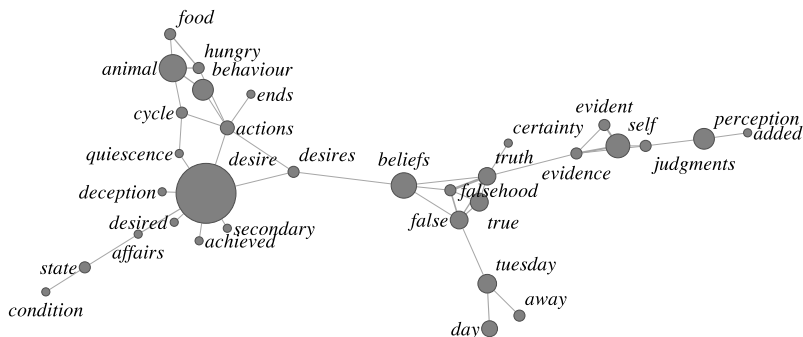 food
hungry
animal
behaviour
ends
cycle
actions
quiescence
desire
desires
deception
desired
secondary
achieved
affairs
state
condition
beliefs
certainty
truth
falsehood
false
true
evident
self
perception
added
evidence
judgments
tuesday
away
day